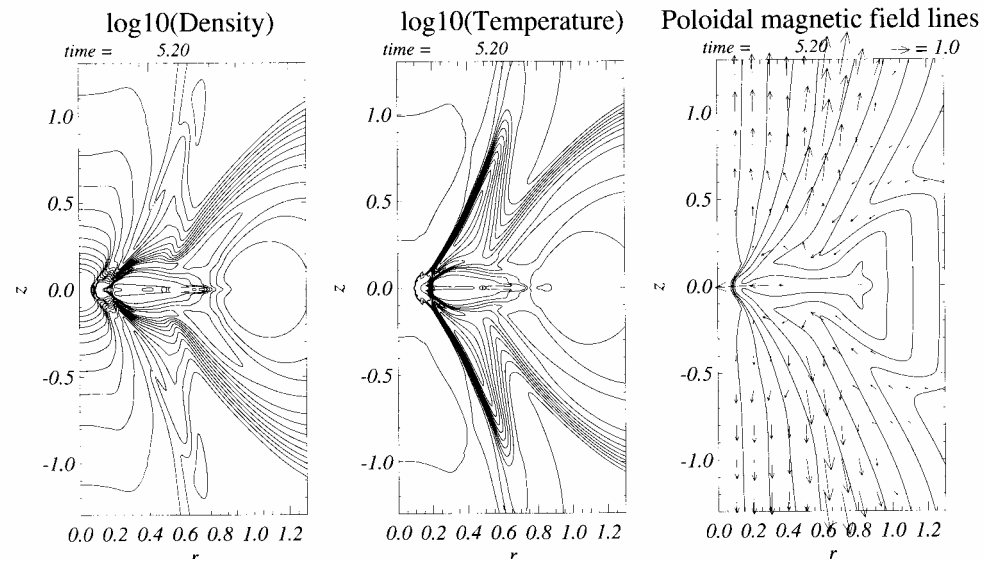 log10(Density)
time = 5.20
1.0
0.5
0.0
-0.5
-1.0
z
0.0 0.2 0.4 0.6 0.8 1.0 1.2
r
log10(Temperature)
time = 5.20
1.0
0.5
0.0
-0.5
-1.0
z
0.0 0.2 0.4 0.6 0.8 1.0 1.2
r
Poloidal magnetic field lines
time = 5.20 = 1.0
1.0
0.5
0.0
-0.5
-1.0
z
0.0 0.2 0.4 0.6 0.8 1.0 1.2
r